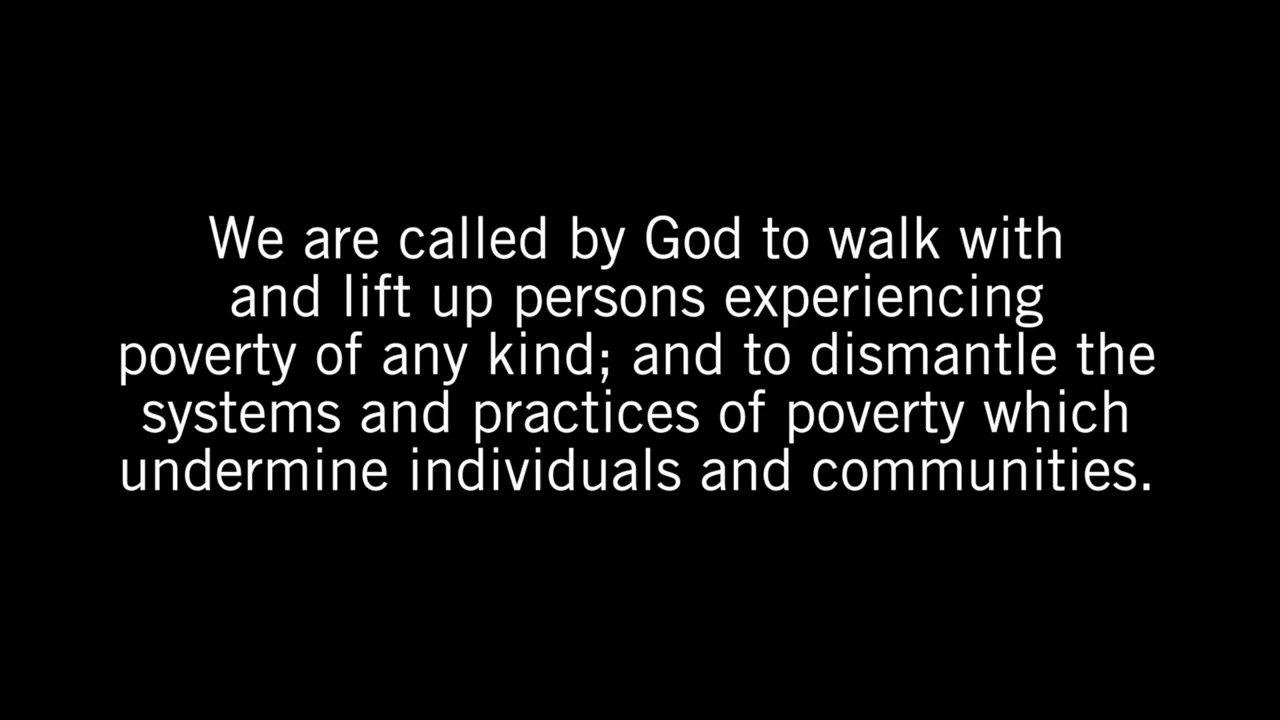 We are called by God to walk with
and lift up persons experiencing
poverty of any kind; and to dismantle the
systems and practices of poverty which
undermine individuals and communities.